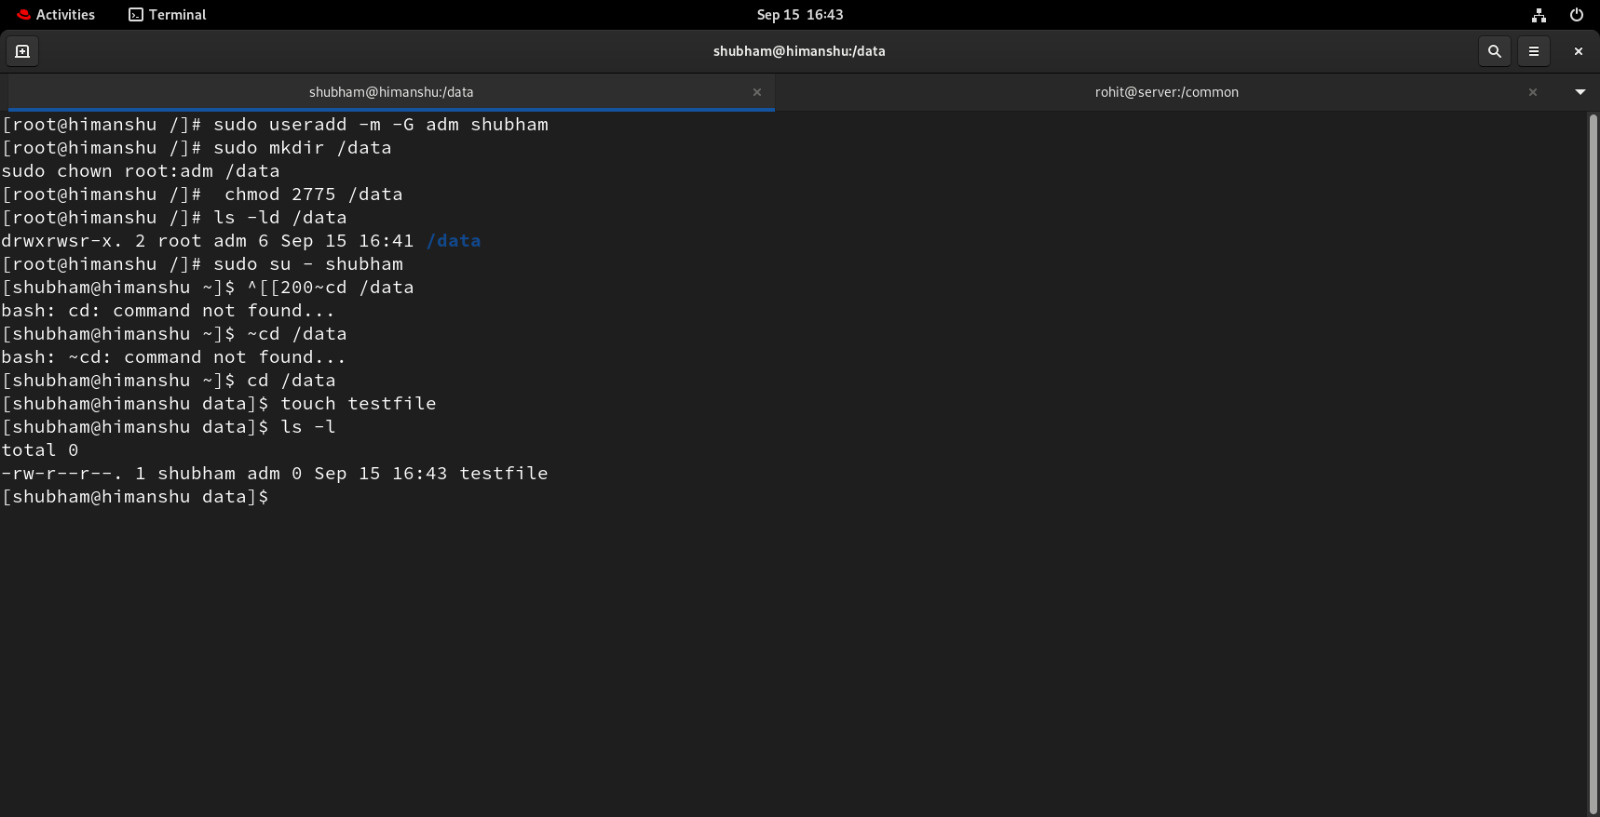 Activities Terminal Sep 15 16:43
shubham@himanshu:/data
shubham@himanshu:/data rohit@server:/common
[root@himanshu /]# sudo useradd -m -G adm shubham
[root@himanshu /]# sudo mkdir /data
sudo chown root:adm /data
[root@himanshu /]#  chmod 2775 /data
[root@himanshu /]# ls -ld /data
drwxrwsr-x. 2 root adm 6 Sep 15 16:41 /data
[root@himanshu /]# sudo su - shubham
[shubham@himanshu ~]$ ^[[200~cd /data
bash: cd: command not found...
[shubham@himanshu ~]$ ~cd /data
bash: ~cd: command not found...
[shubham@himanshu ~]$ cd /data
[shubham@himanshu data]$ touch testfile
[shubham@himanshu data]$ ls -l
total 0
-rw-r--r--. 1 shubham adm 0 Sep 15 16:43 testfile
[shubham@himanshu data]$